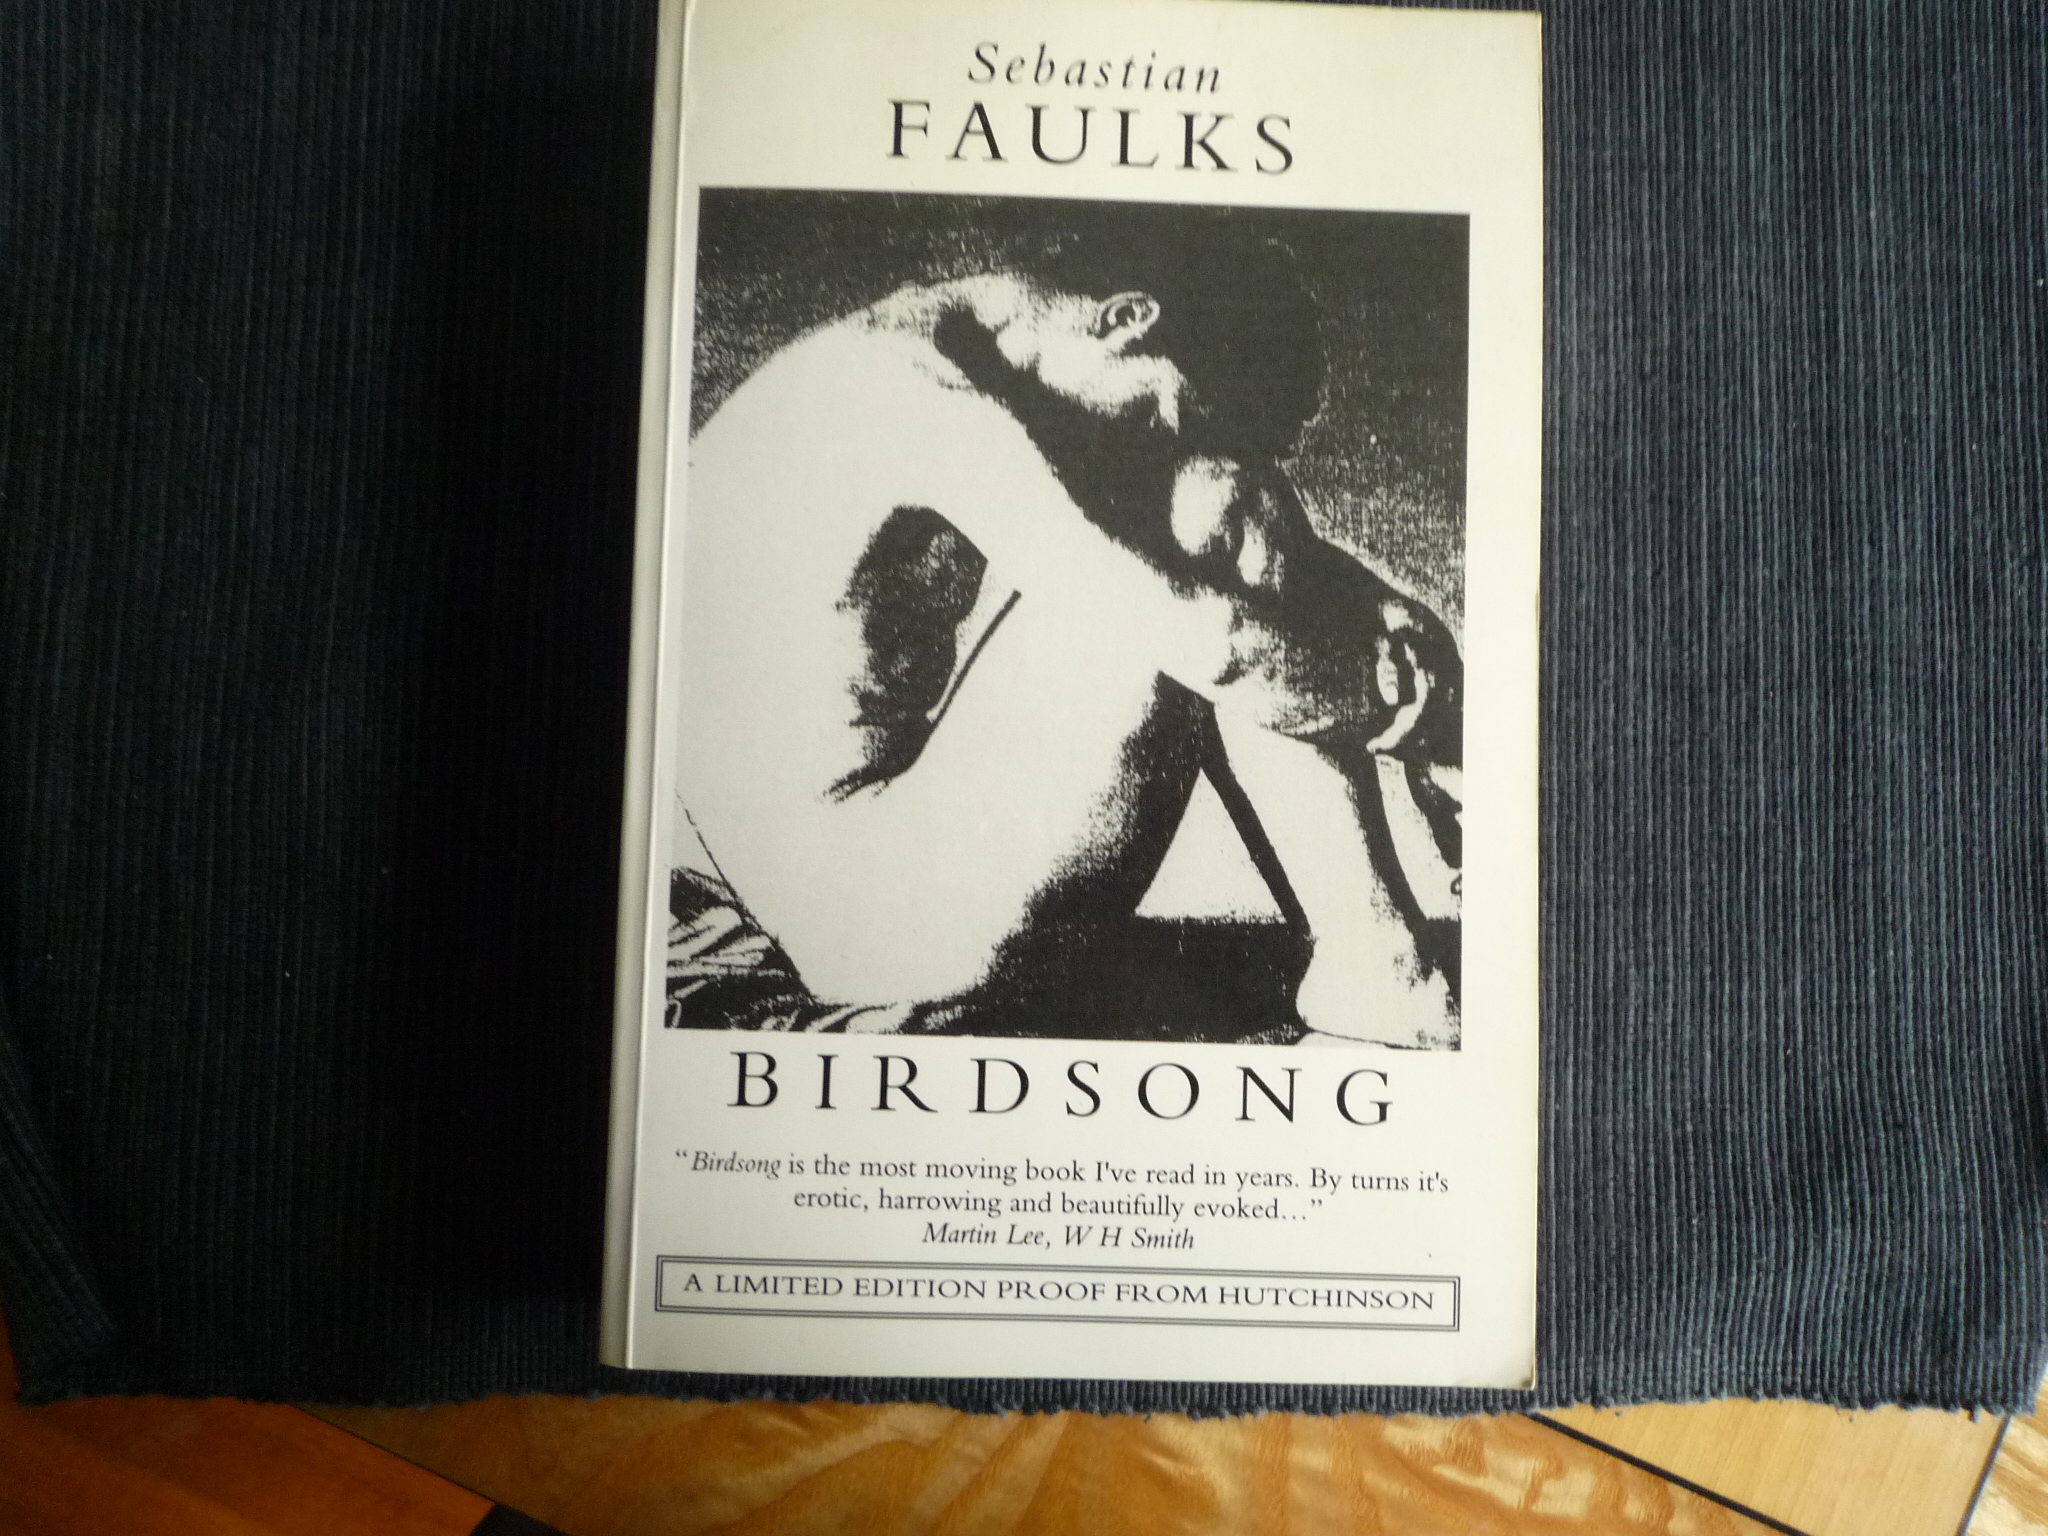 Sebastian
FAULKS
BIRDSONG
“Birdsong is the most moving book I've read in years. By turns it's
erotic, harrowing and beautifully evoked...”
Martin Lee, W H Smith
A LIMITED EDITION PROOF FROM HUTCHINSON